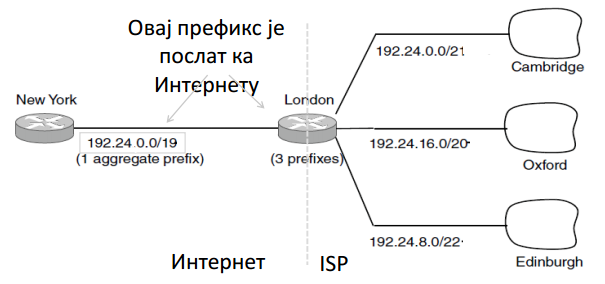 Овај префикс је
послат ка
Интернету
New York
London
192.24.0.0/21
Cambridge
192.24 0.0/19
(1 aggregate prefix)
(3 prefixes)
192.24.16.0/20
Oxford
192.24.8.0/22
Edinburgh
Интернет
ISP